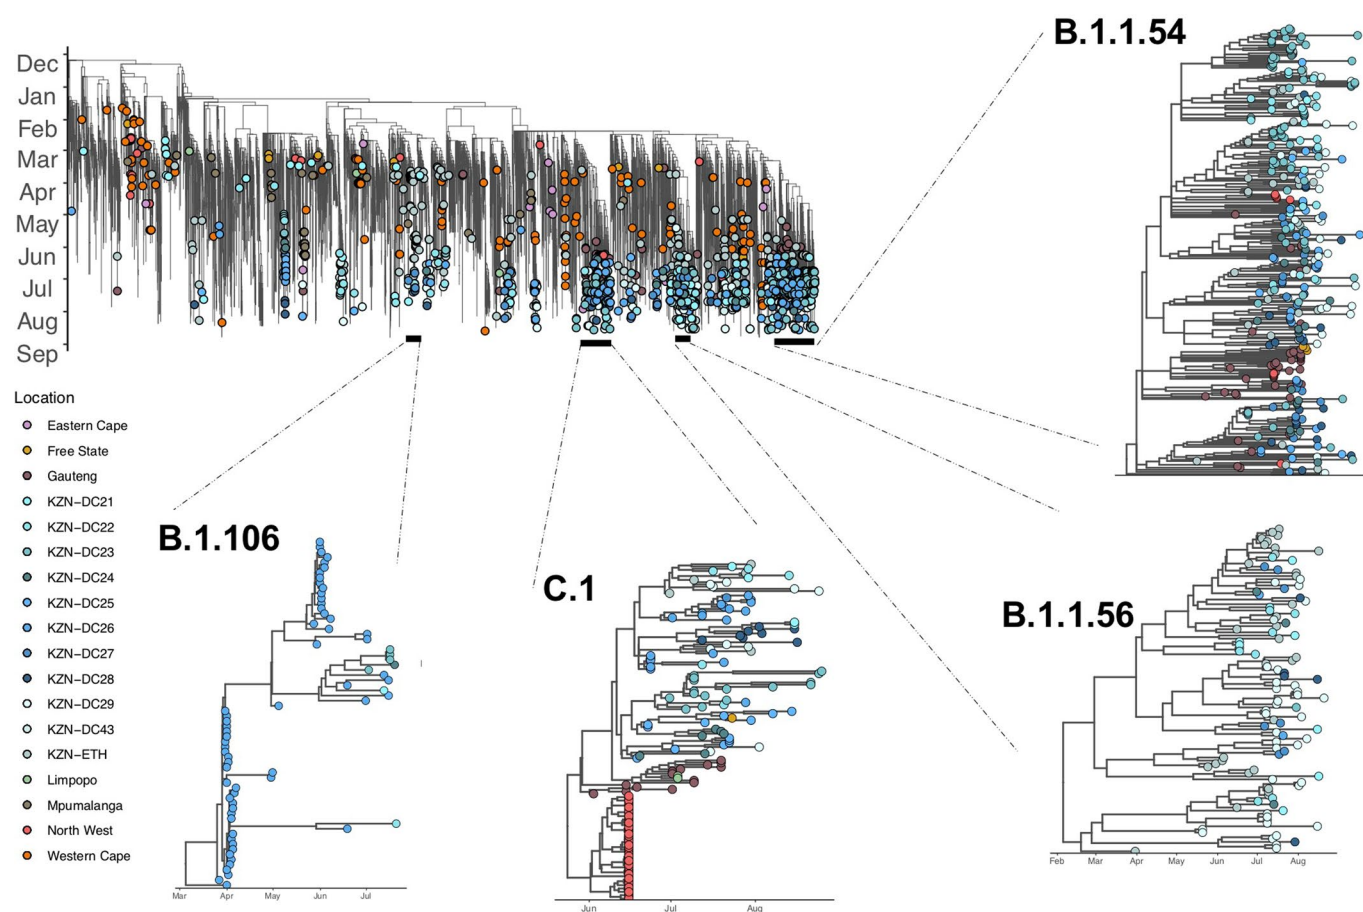 B.1.1.54
Dec
Jan
Feb
Mar
Apr
May
Jun
Jul
Aug
Sep
Location
Eastern Cape
Free State
Gauteng
KZN−DC21
KZN−DC22
KZN−DC23
KZN−DC24
KZN−DC25
KZN−DC26
KZN−DC27
KZN−DC28
KZN−DC29
KZN−DC43
KZN−ETH
Limpopo
Mpumalanga
North West
Western Cape
B.1.106
Mar Apr May Jun Jul
C.1
Jun Jul Aug
B.1.1.56
Feb Mar Apr May Jun Jul Aug